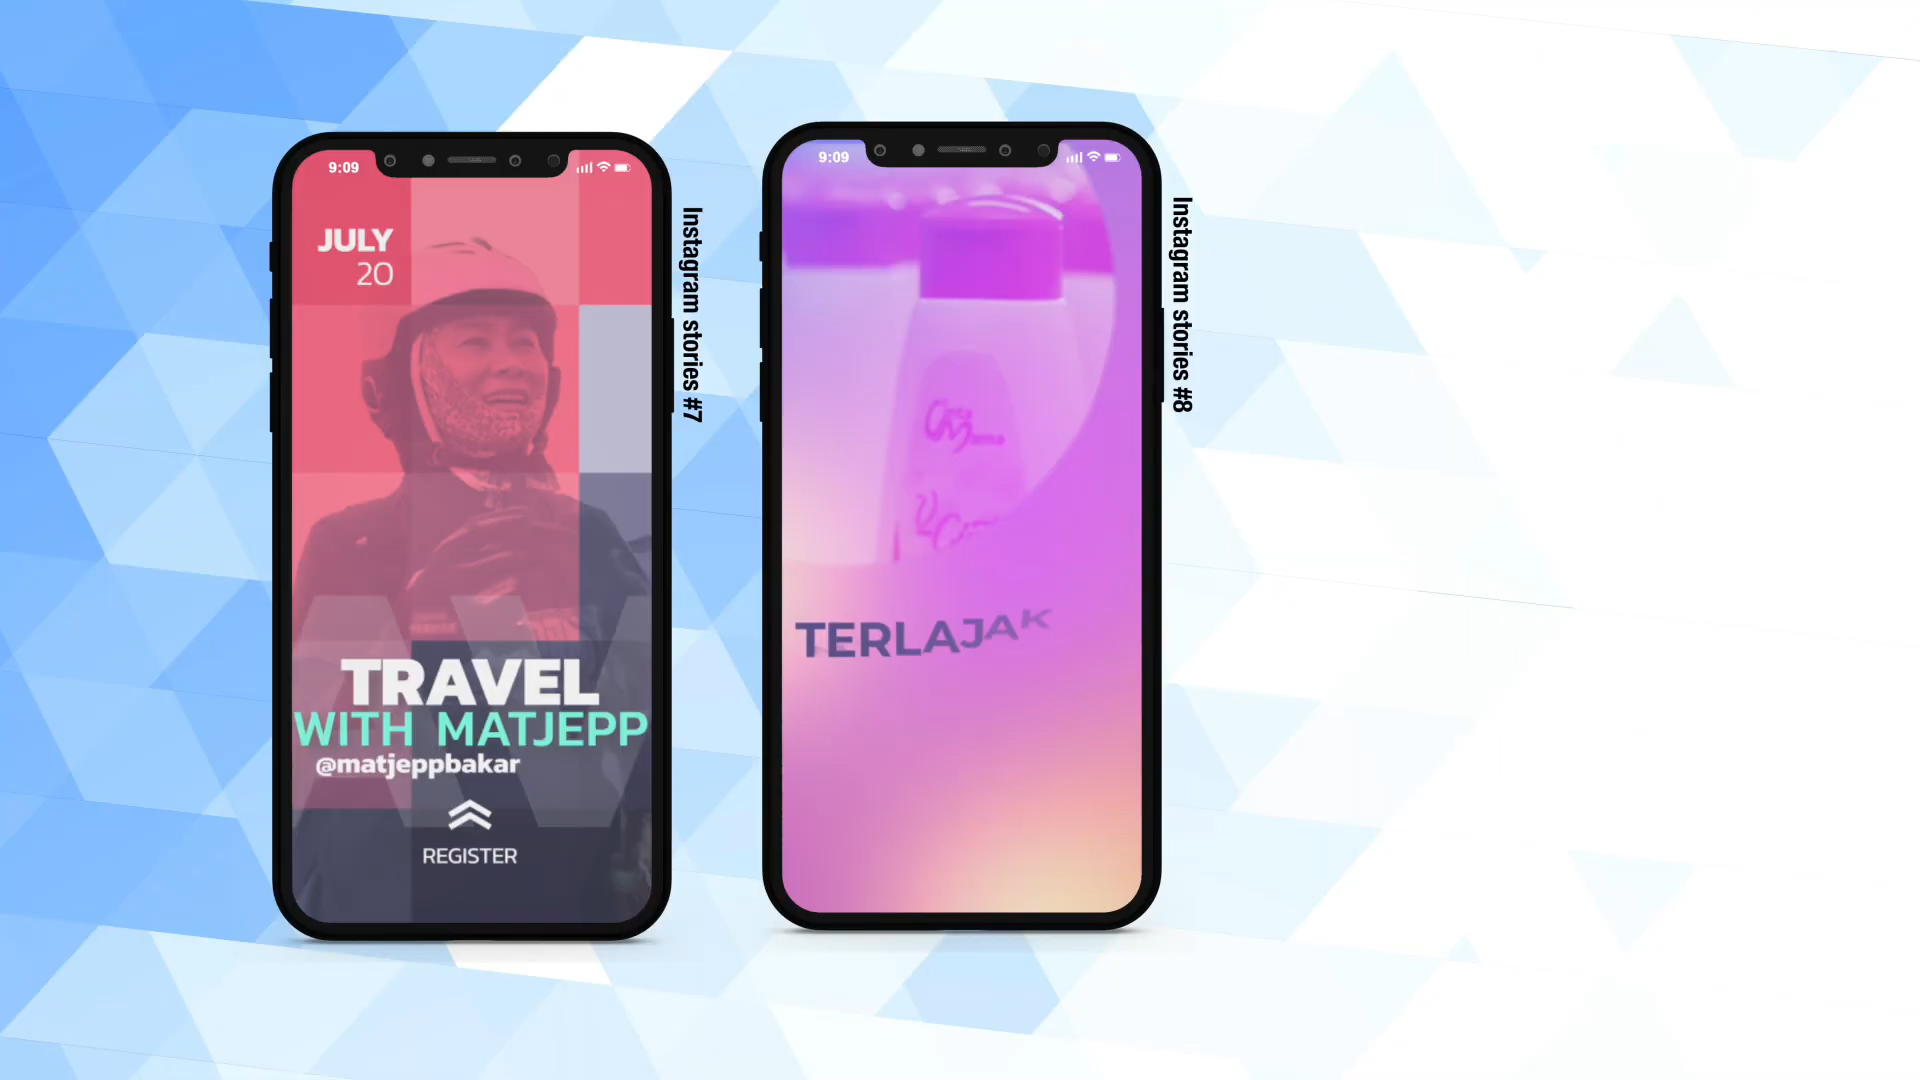 9:09
JULY
20
TRAVEL
WITH MATJEPP
@matjeppbakar
REGISTER
Instagram stories #7
9:09
TERLAJAK
Instagram stories #8